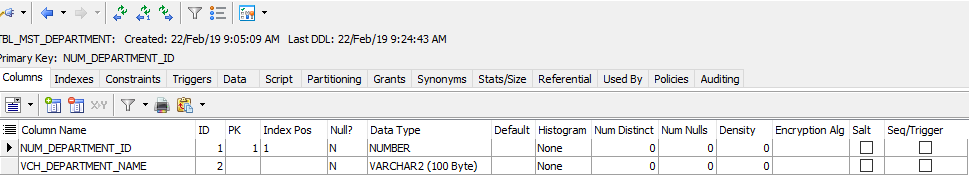 TBL_MST_DEPARTMENT: Created: 22/Feb/19 9:05:09 AM Last DDL: 22/Feb/19 9:24:43 AM
Primary Key: NUM_DEPARTMENT_ID
Columns Indexes Constraints Triggers Data Script Partitioning Grants Synonyms Stats/Size Referential Used By Policies Auditing
X↔Y
Column Name ID PK Index Pos Null? Data Type Default Histogram Num Distinct Num Nulls Density Encryption Alg Salt Seq/Trigger
NUM_DEPARTMENT_ID 1 1 1 N NUMBER None 0 0 0
VCH_DEPARTMENT_NAME 2 N VARCHAR2 (100 Byte) None 0 0 0